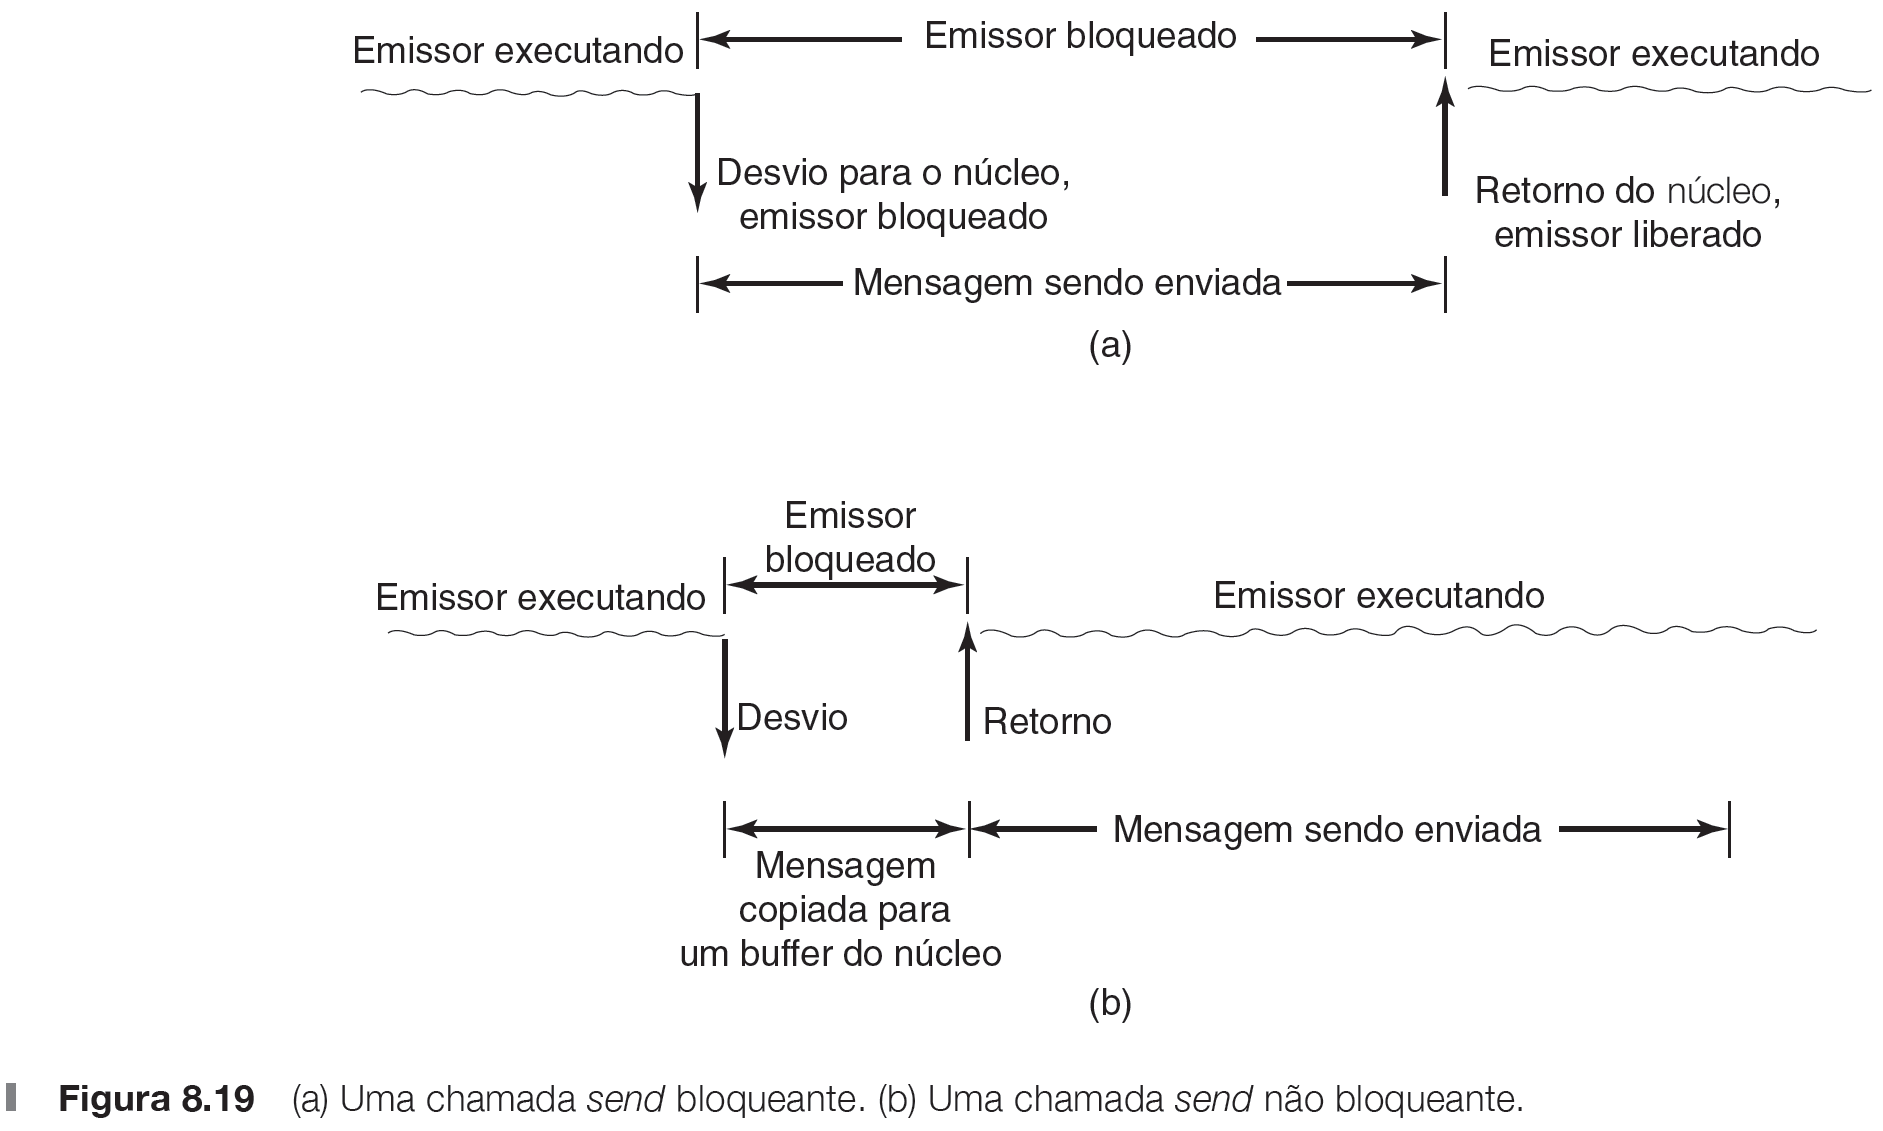 Emissor executando
Emissor bloqueado
Emissor executando
Desvio para o núcleo,
emissor bloqueado
Retorno do núcleo,
emissor liberado
Mensagem sendo enviada
(a)
Emissor
bloqueado
Emissor executando
Emissor executando
Desvio
Retorno
Mensagem sendo enviada
Mensagem
copiada para
um buffer do núcleo
(b)
Figura 8.19 (a) Uma chamada send bloqueante. (b) Uma chamada send não bloqueante.